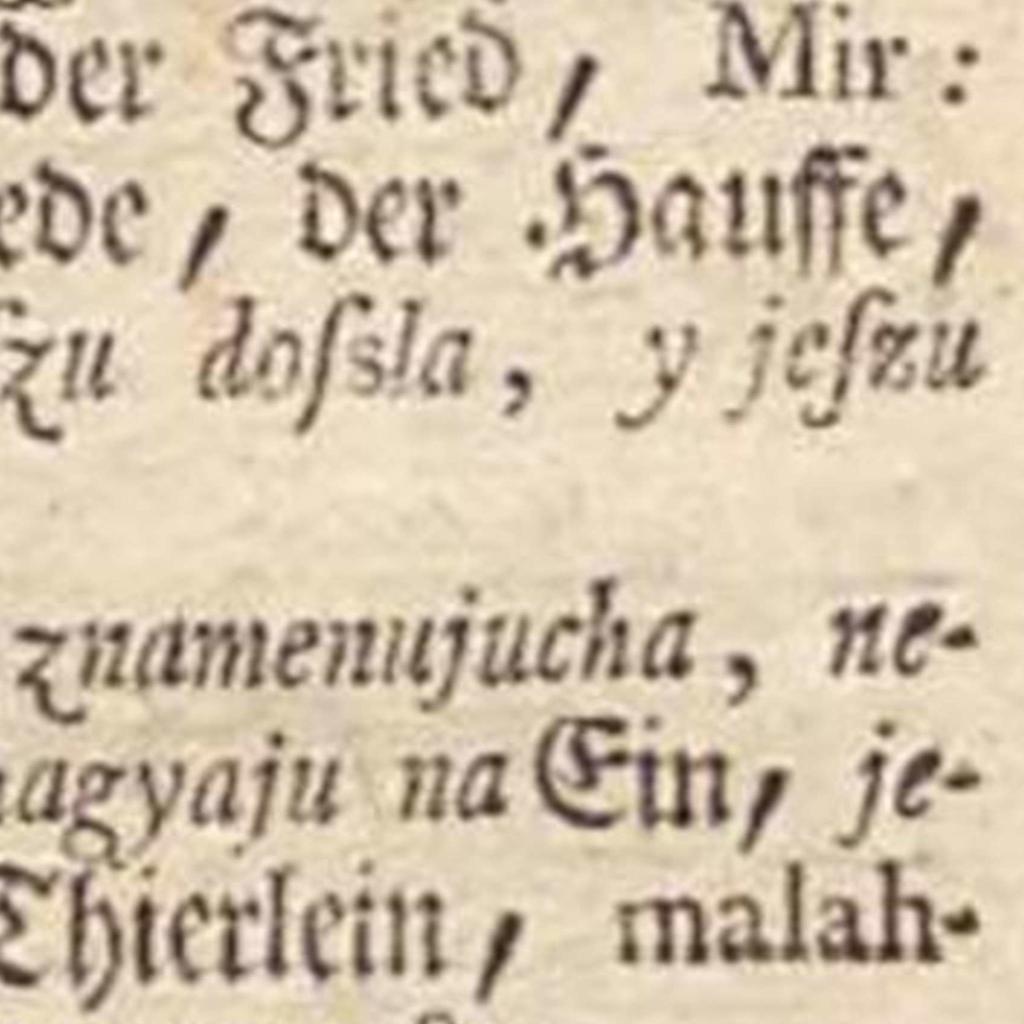 der Fried, Mir:
ede, der Hauffe,
ſzu doſsla, y jeſzu
znamenujucha, ne-
agyaju na Ein, je-
Thierlein, malah-